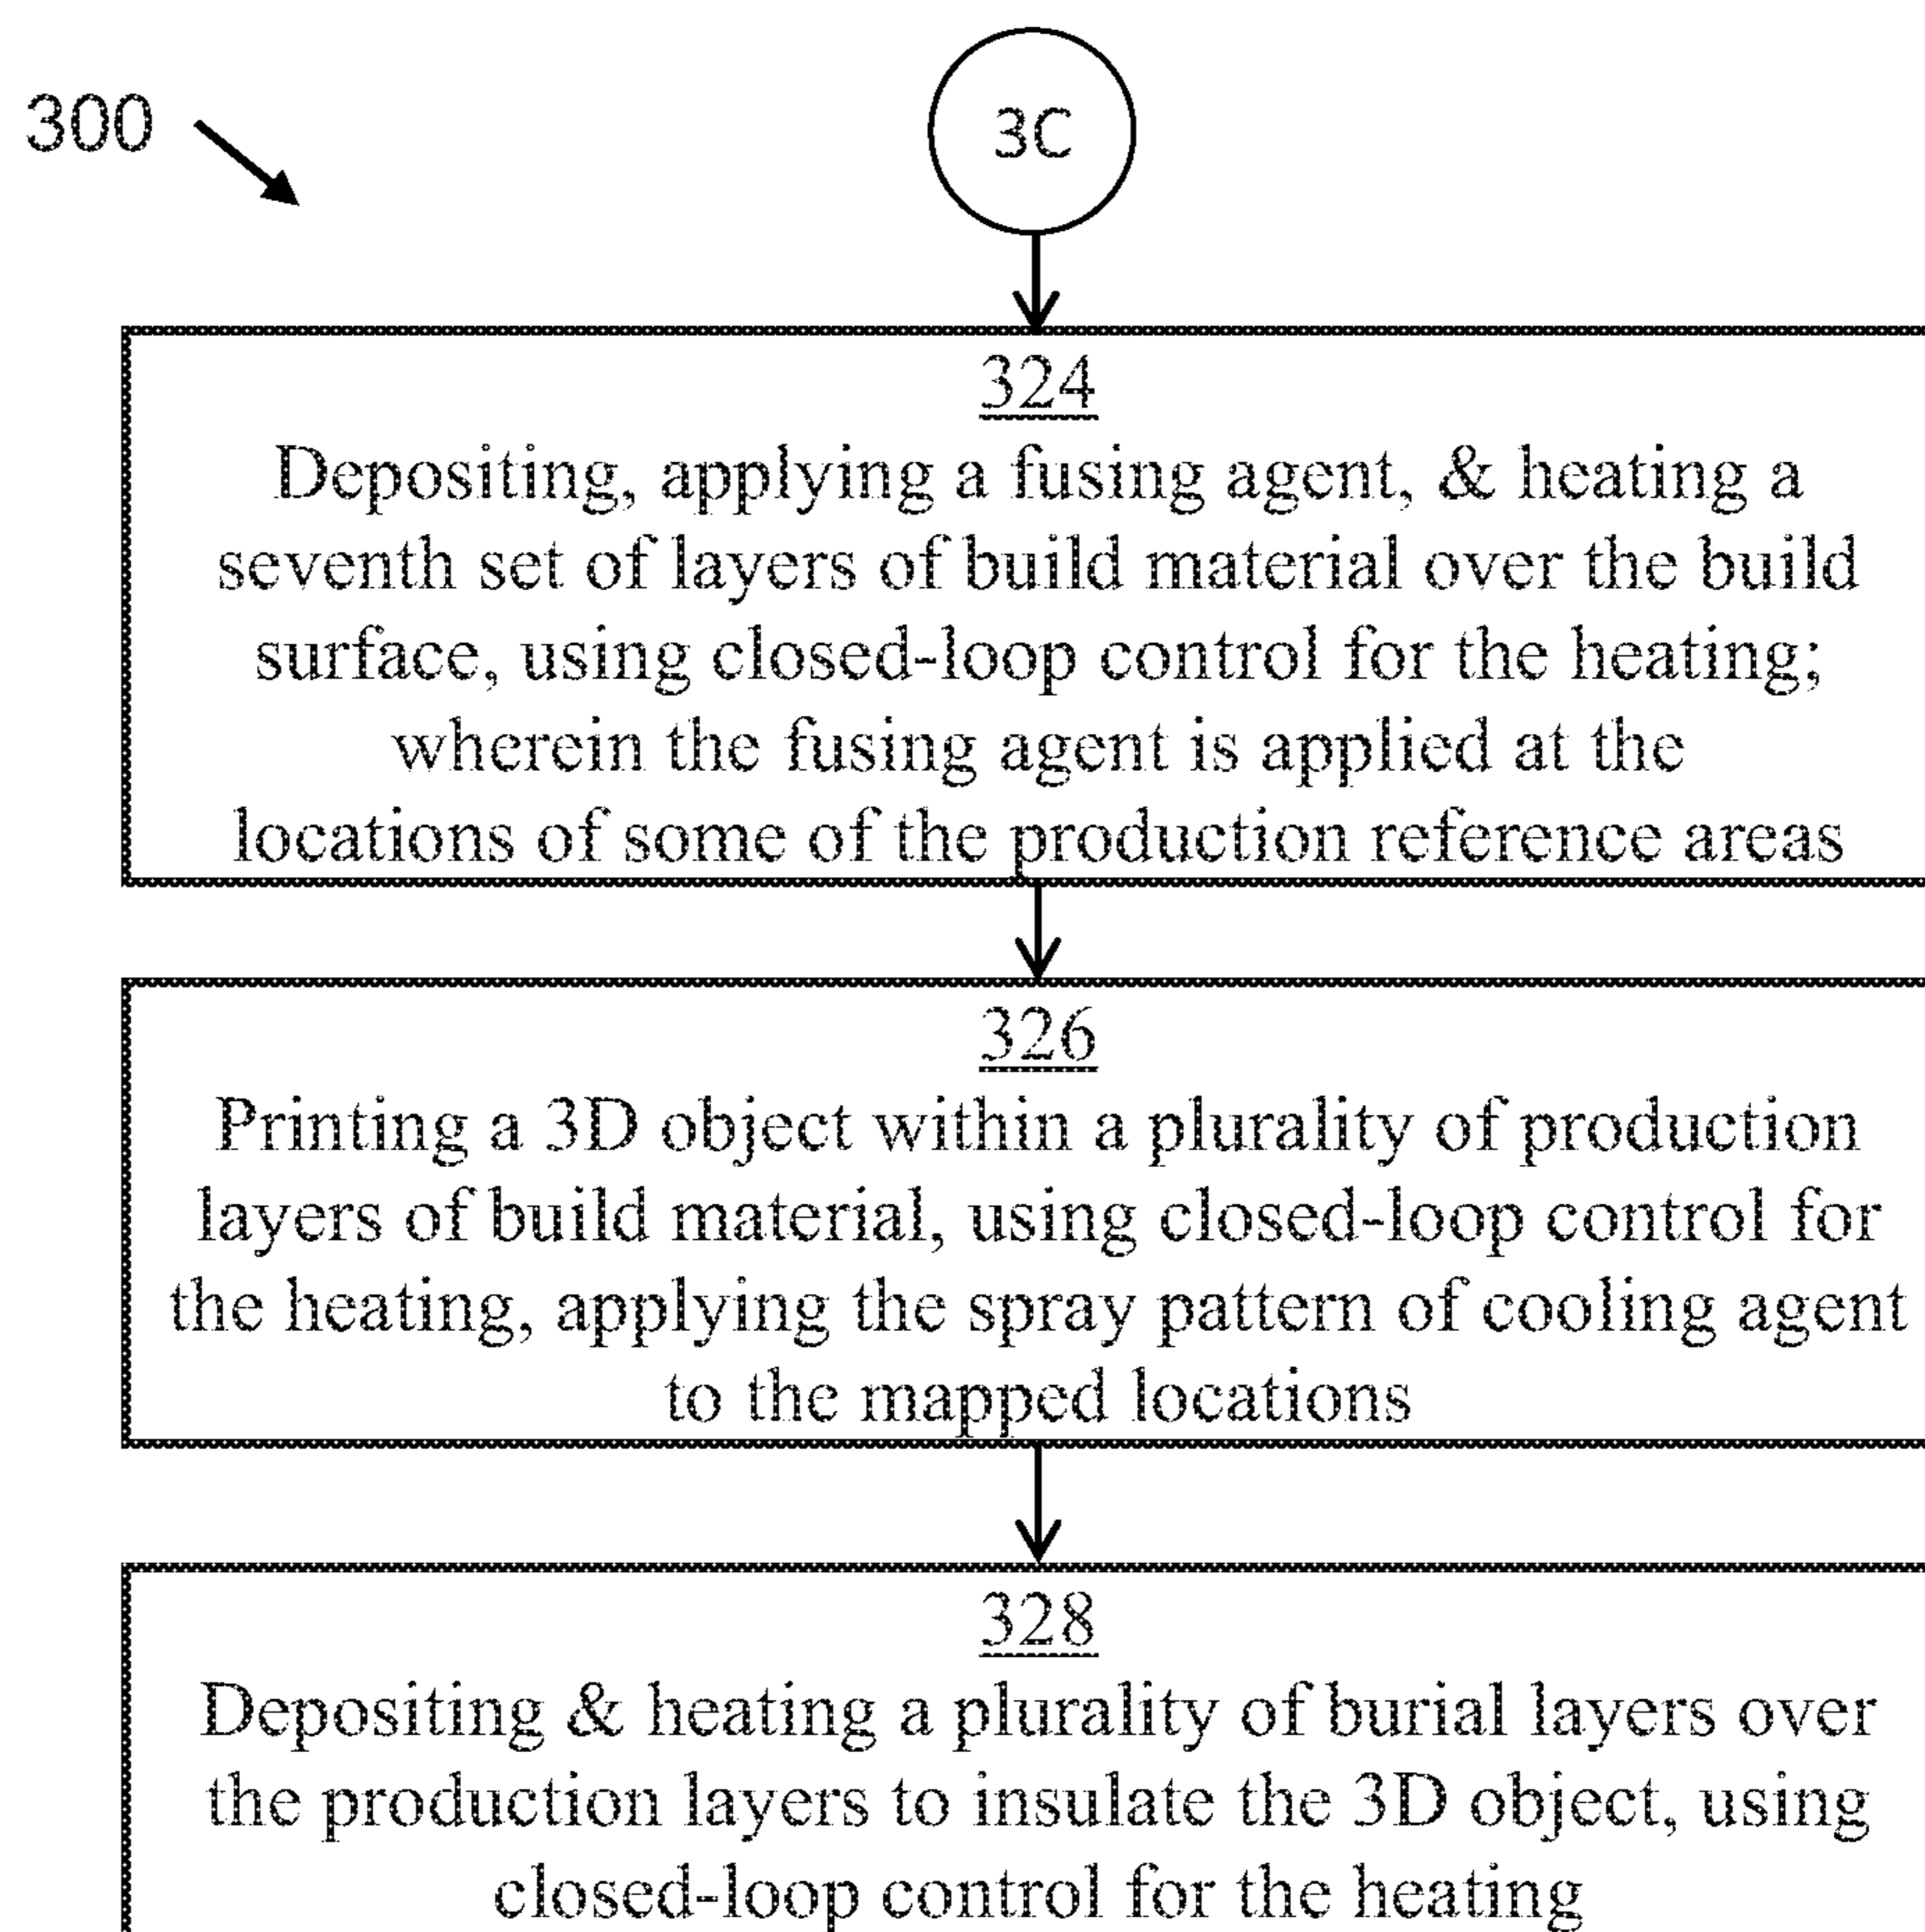 300
3C
324
Depositing, applying a fusing agent, & heating a
seventh set of layers of build material over the build
surface, using closed-loop control for the heating;
wherein the fusing agent is applied at the
locations of some of the production reference areas
326
Printing a 3D object within a plurality of production
layers of build material, using closed-loop control for
the heating, applying the spray pattern of cooling agent
to the mapped locations
328
Depositing & heating a plurality of burial layers over
the production layers to insulate the 3D object, using
closed-loop control for the heating